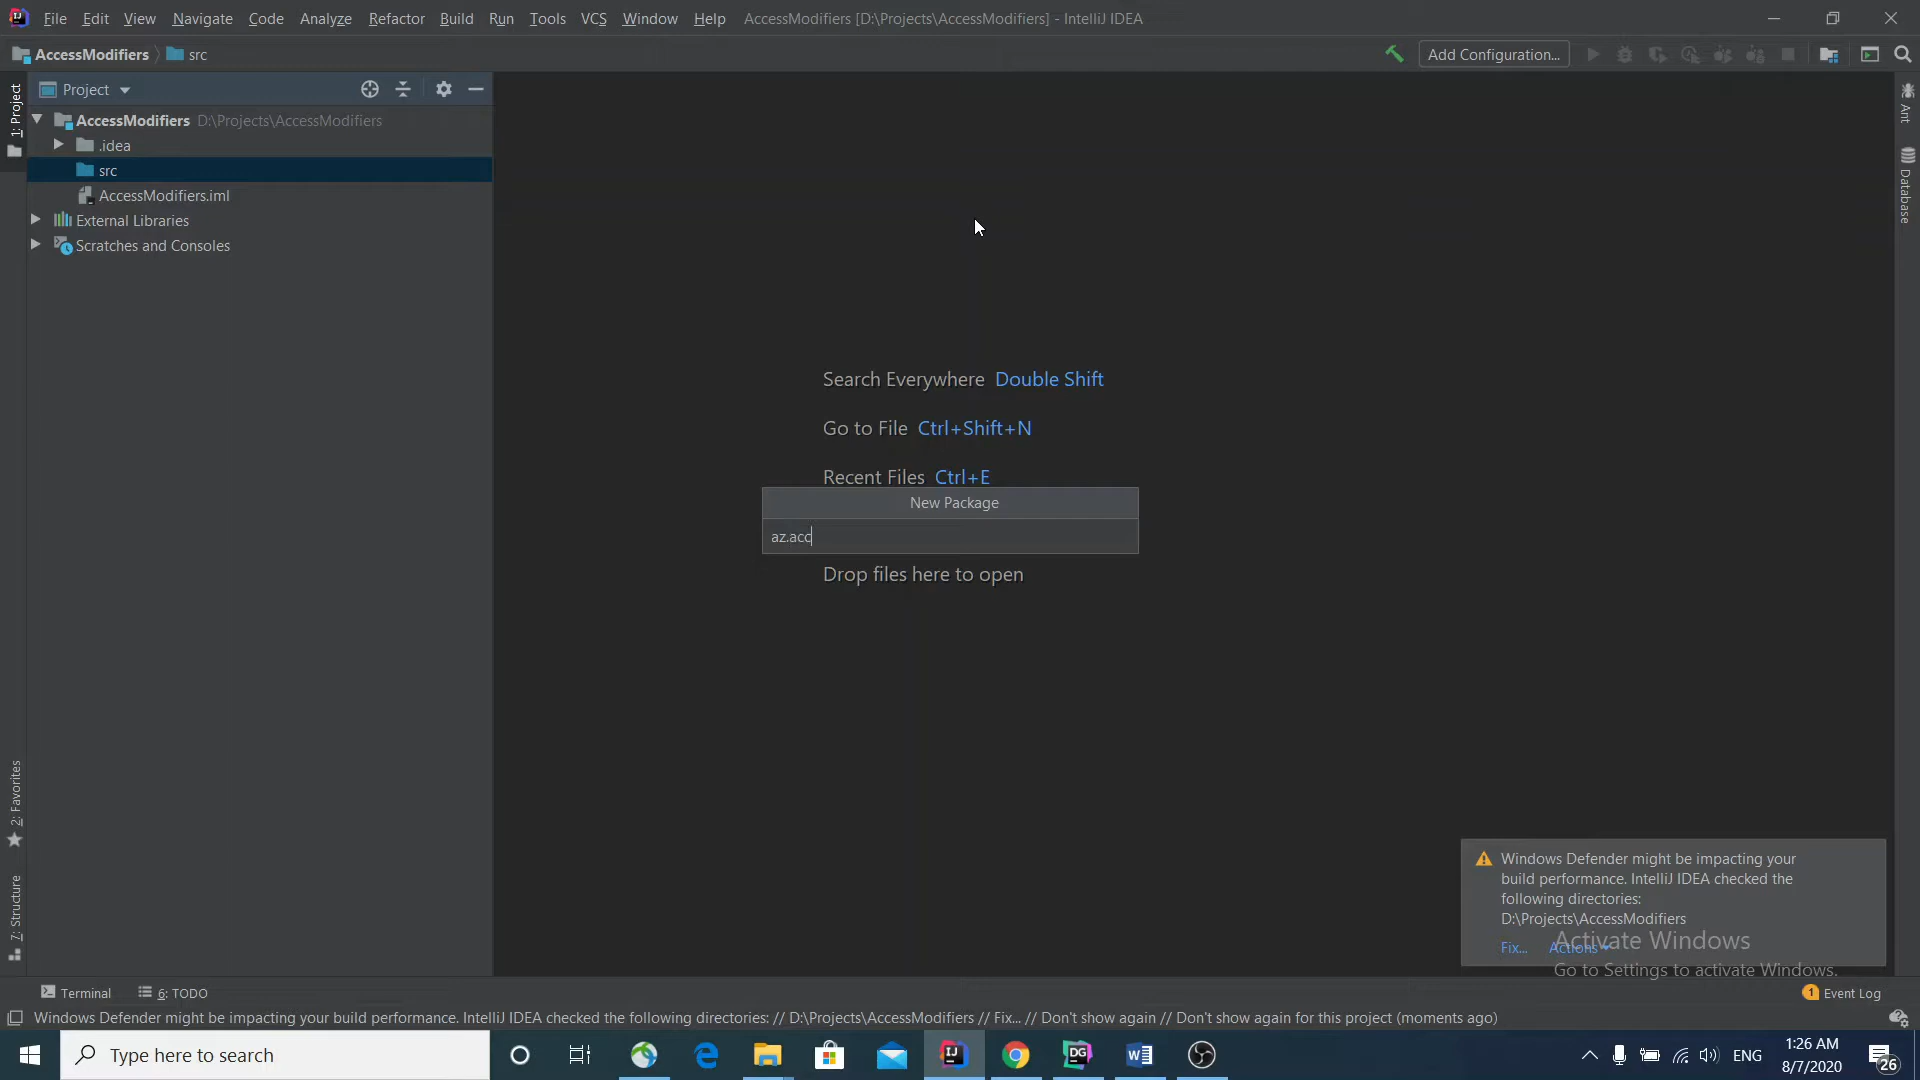 File Edit View Navigate Code Analyze Refactor Build Run Tools VCS Window Help AccessModifiers [D:\Projects\AccessModifiers] - IntelliJ IDEA
AccessModifiers src
Add Configuration...
Project
1: Project
AccessModifiers D:\Projects\AccessModifiers
.idea
src
AccessModifiers.iml
External Libraries
Scratches and Consoles
Ant
Database
Search Everywhere Double Shift
Go to File Ctrl+Shift+N
Recent Files Ctrl+E
New Package
az.acc
Drop files here to open
2: Favorites
7: Structure
Windows Defender might be impacting your
build performance. IntelliJ IDEA checked the
following directories:
D:\Projects\AccessModifiers
Fix... Actions
Activate Windows
Go to Settings to activate Windows.
Terminal 6: TODO
1 Event Log
Windows Defender might be impacting your build performance. IntelliJ IDEA checked the following directories: // D:\Projects\AccessModifiers // Fix... // Don't show again // Don't show again for this project (moments ago)
Type here to search
ENG
1:26 AM
8/7/2020
26